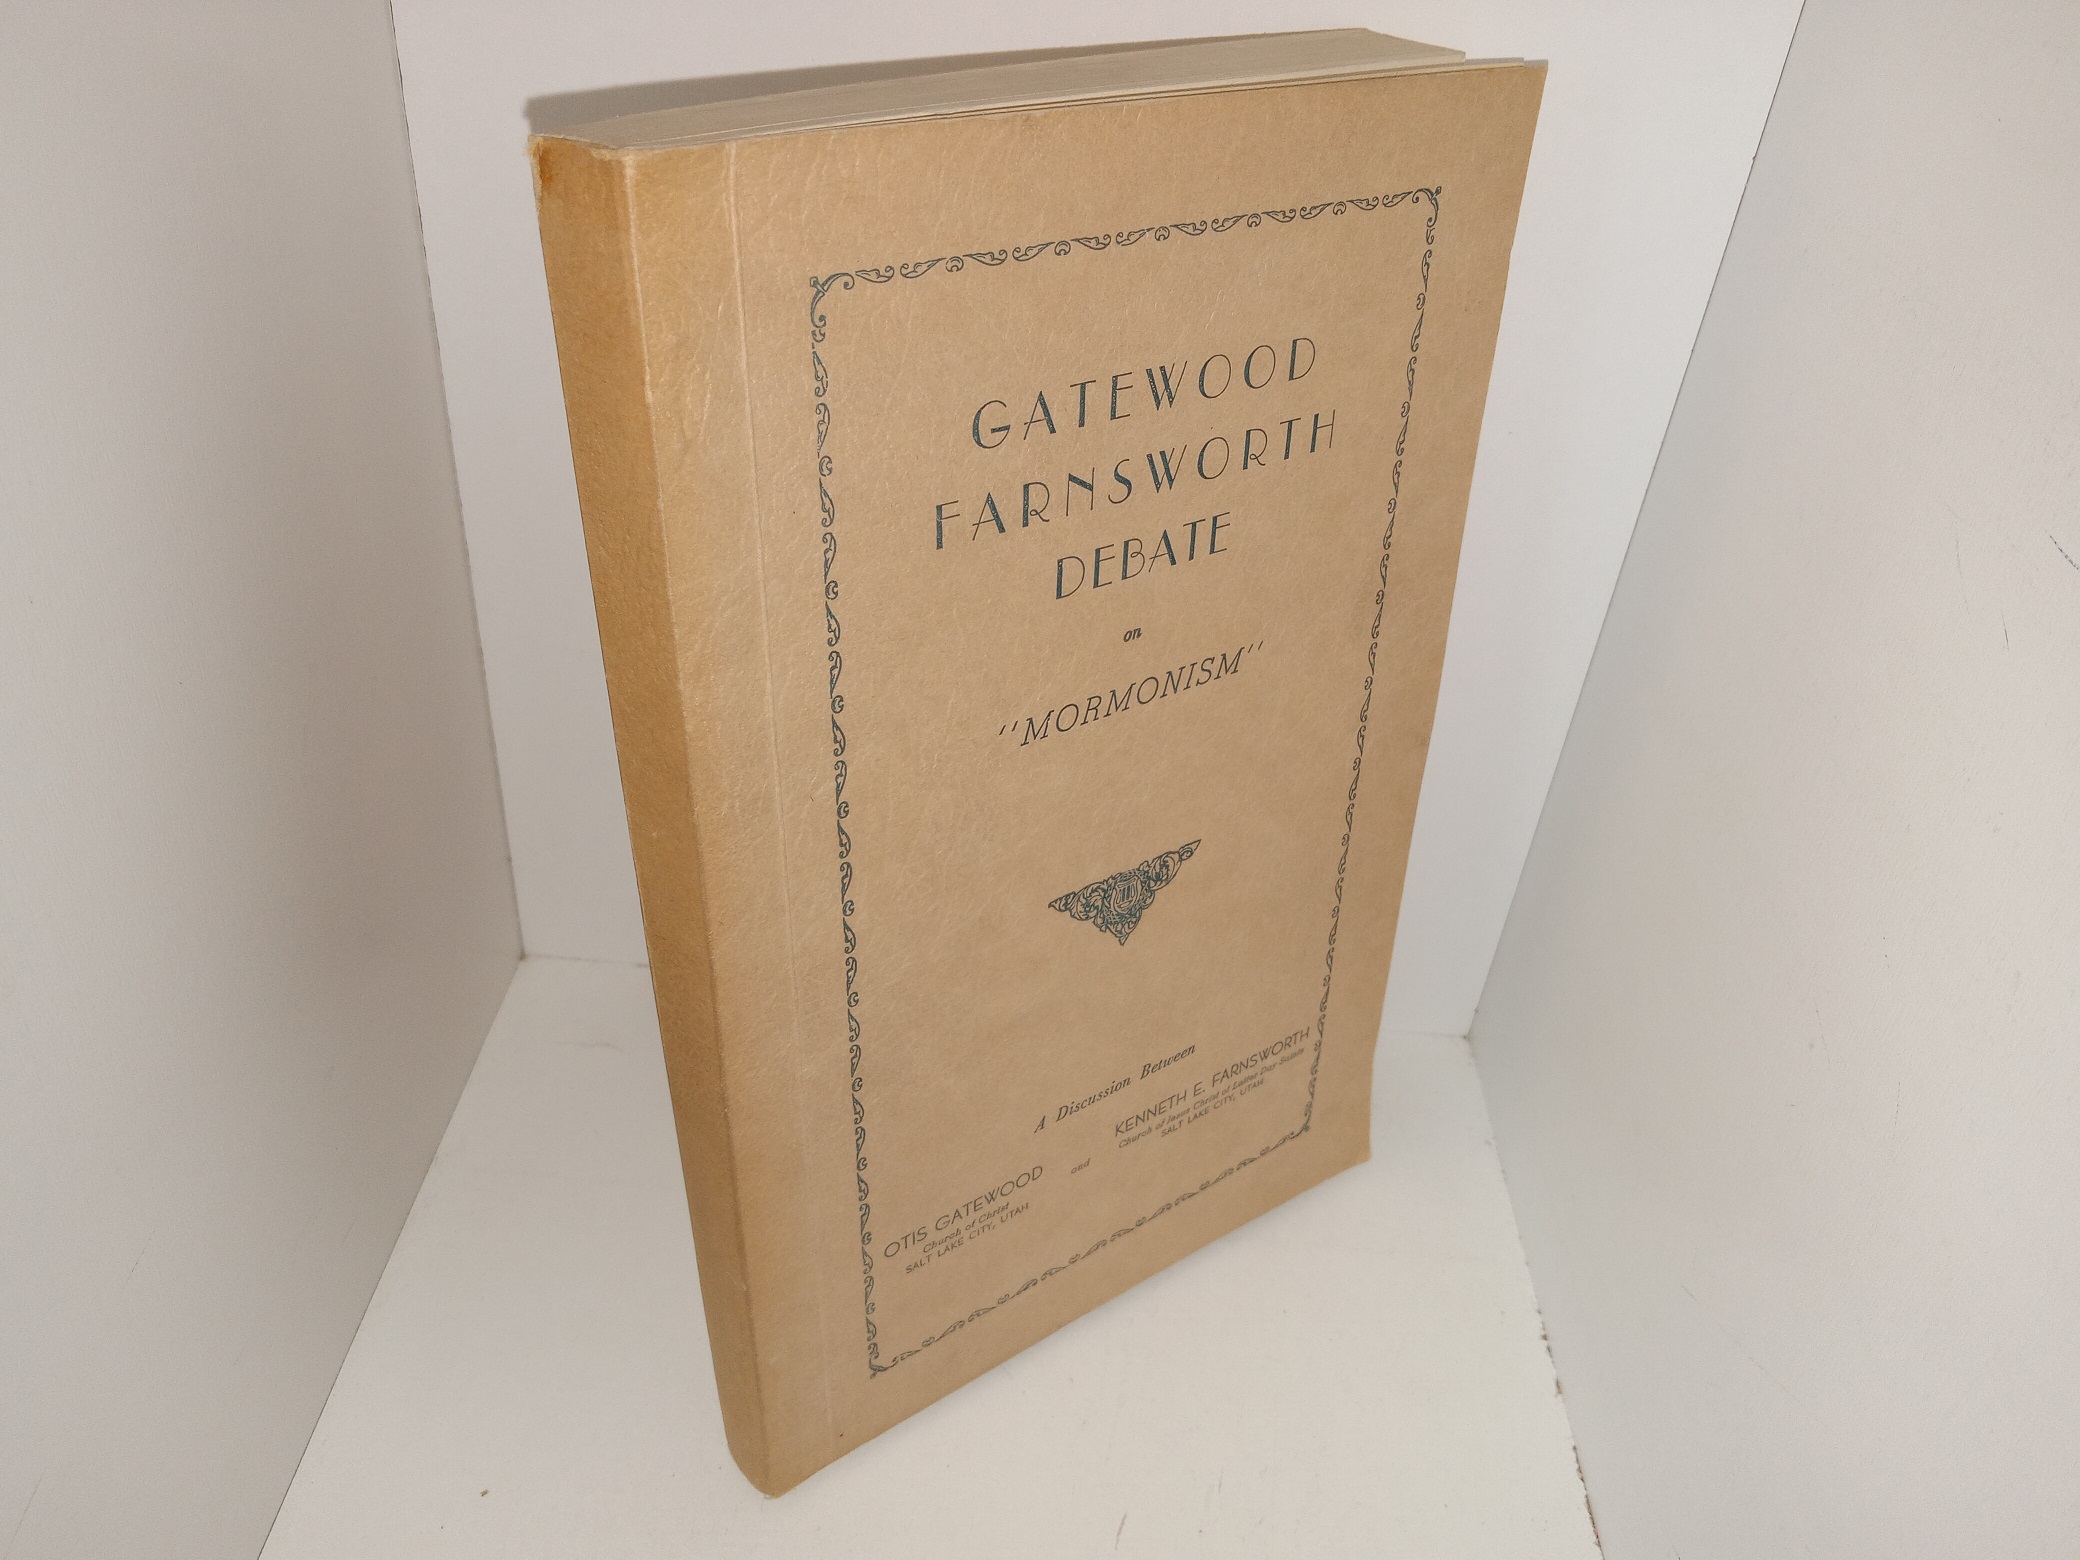 GATEWOOD
FARNSWORTH
DEBATE
on
"MORMONISM"
A Discussion Between
OTIS GATEWOOD
Church of Christ
SALT LAKE CITY, UTAH
and
KENNETH E. FARNSWORTH
Church of Jesus Christ of Latter Day Saints
SALT LAKE CITY, UTAH